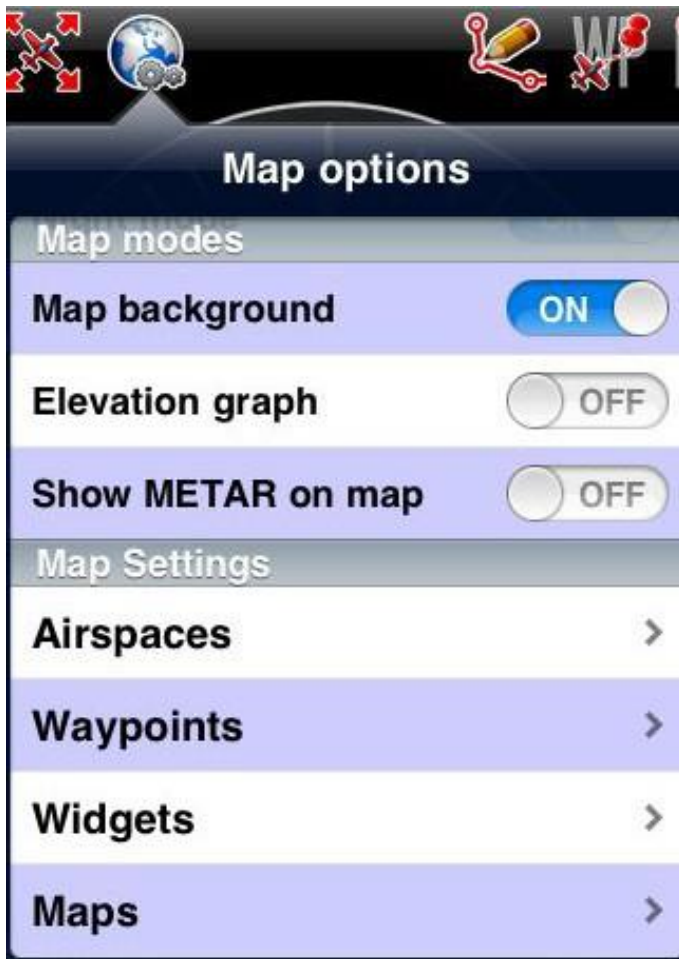 WP
Map options
Map modes
Map background ON
Elevation graph OFF
Show METAR on map OFF
Map Settings
Airspaces
Waypoints
Widgets
Maps